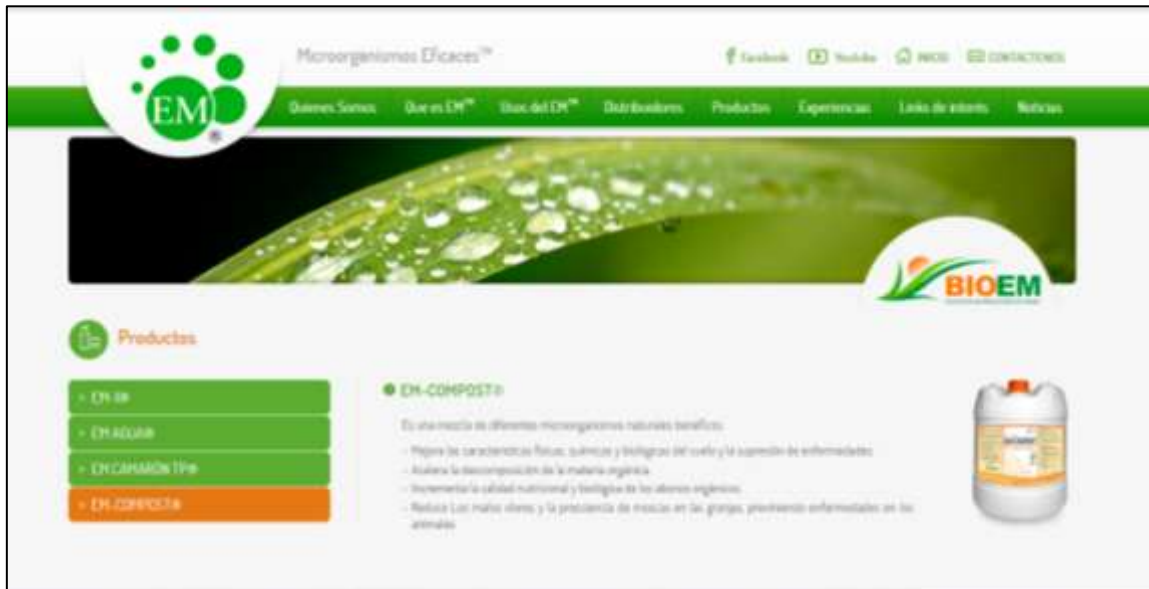 Microorganismos Eficaces™
Facebook Youtube INICIO CONTACTENOS
EM®
Quienes Somos Que es EM™ Usos del EM™ Distribuidores Productos Experiencias Links de interés Noticias
BIOEM
Productos
EM AGUA®
EM CAMARÓN TP®
EM-COMPOST®
EM-COMPOST®
Es una mezcla de diferentes microorganismos naturales benéficos
- Mejora las características físicas, químicas y biológicas del suelo y la supresión de enfermedades.
- Acelera la descomposición de la materia orgánica.
- Incrementa la calidad nutricional y biológica de los abonos orgánicos.
- Reduce Los malos olores y la presencia de moscas en las granjas, previniendo enfermedades en los
animales